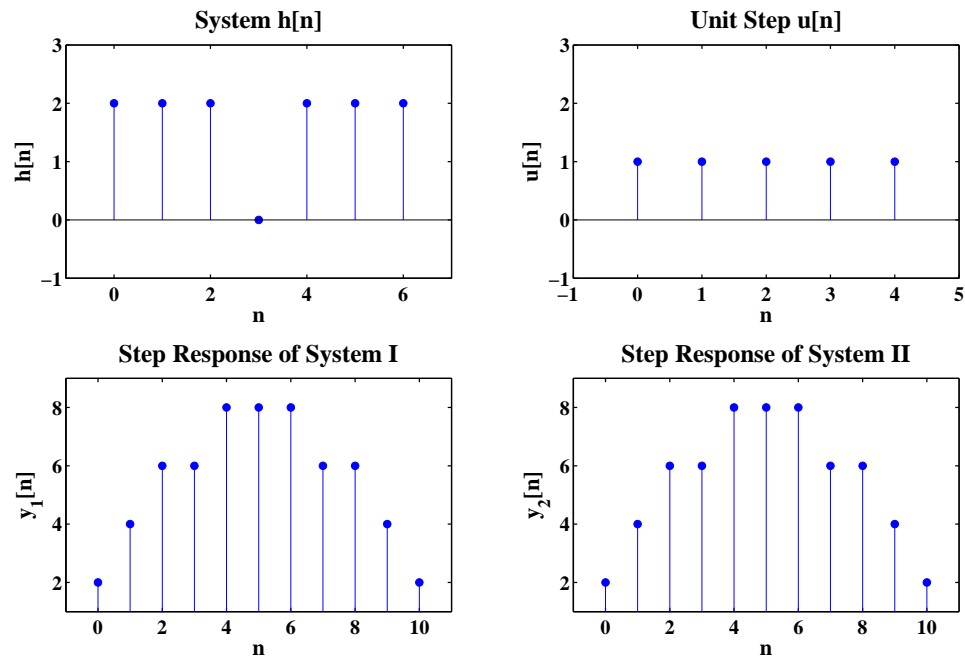 System h[n]
3
2
1
0
−1
h[n]
0 2 4 6
n
Unit Step u[n]
3
2
1
0
−1
u[n]
−1 0 1 2 3 4 5
n
Step Response of System I
8
6
4
2
y1[n]
0 2 4 6 8 10
n
Step Response of System II
8
6
4
2
y2[n]
0 2 4 6 8 10
n